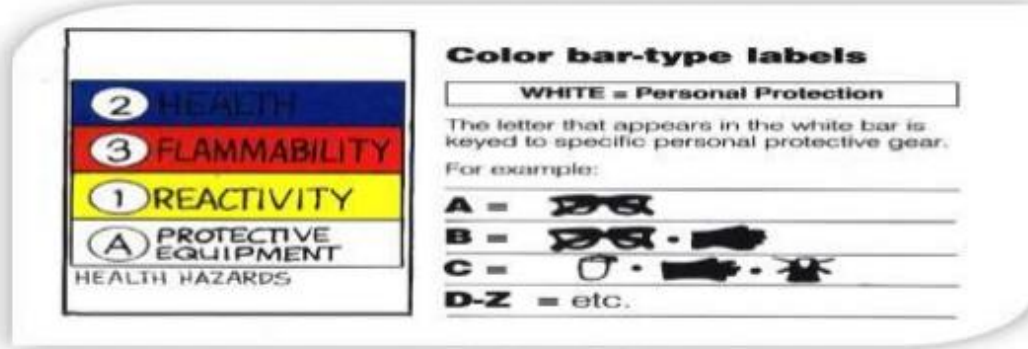 2 HEALTH
3 FLAMMABILITY
1 REACTIVITY
A PROTECTIVE
EQUIPMENT
HEALTH HAZARDS
Color bar-type labels
WHITE = Personal Protection
The letter that appears in the white bar is
keyed to specific personal protective gear.
For example:
A =
B =
C =
D-Z = etc.